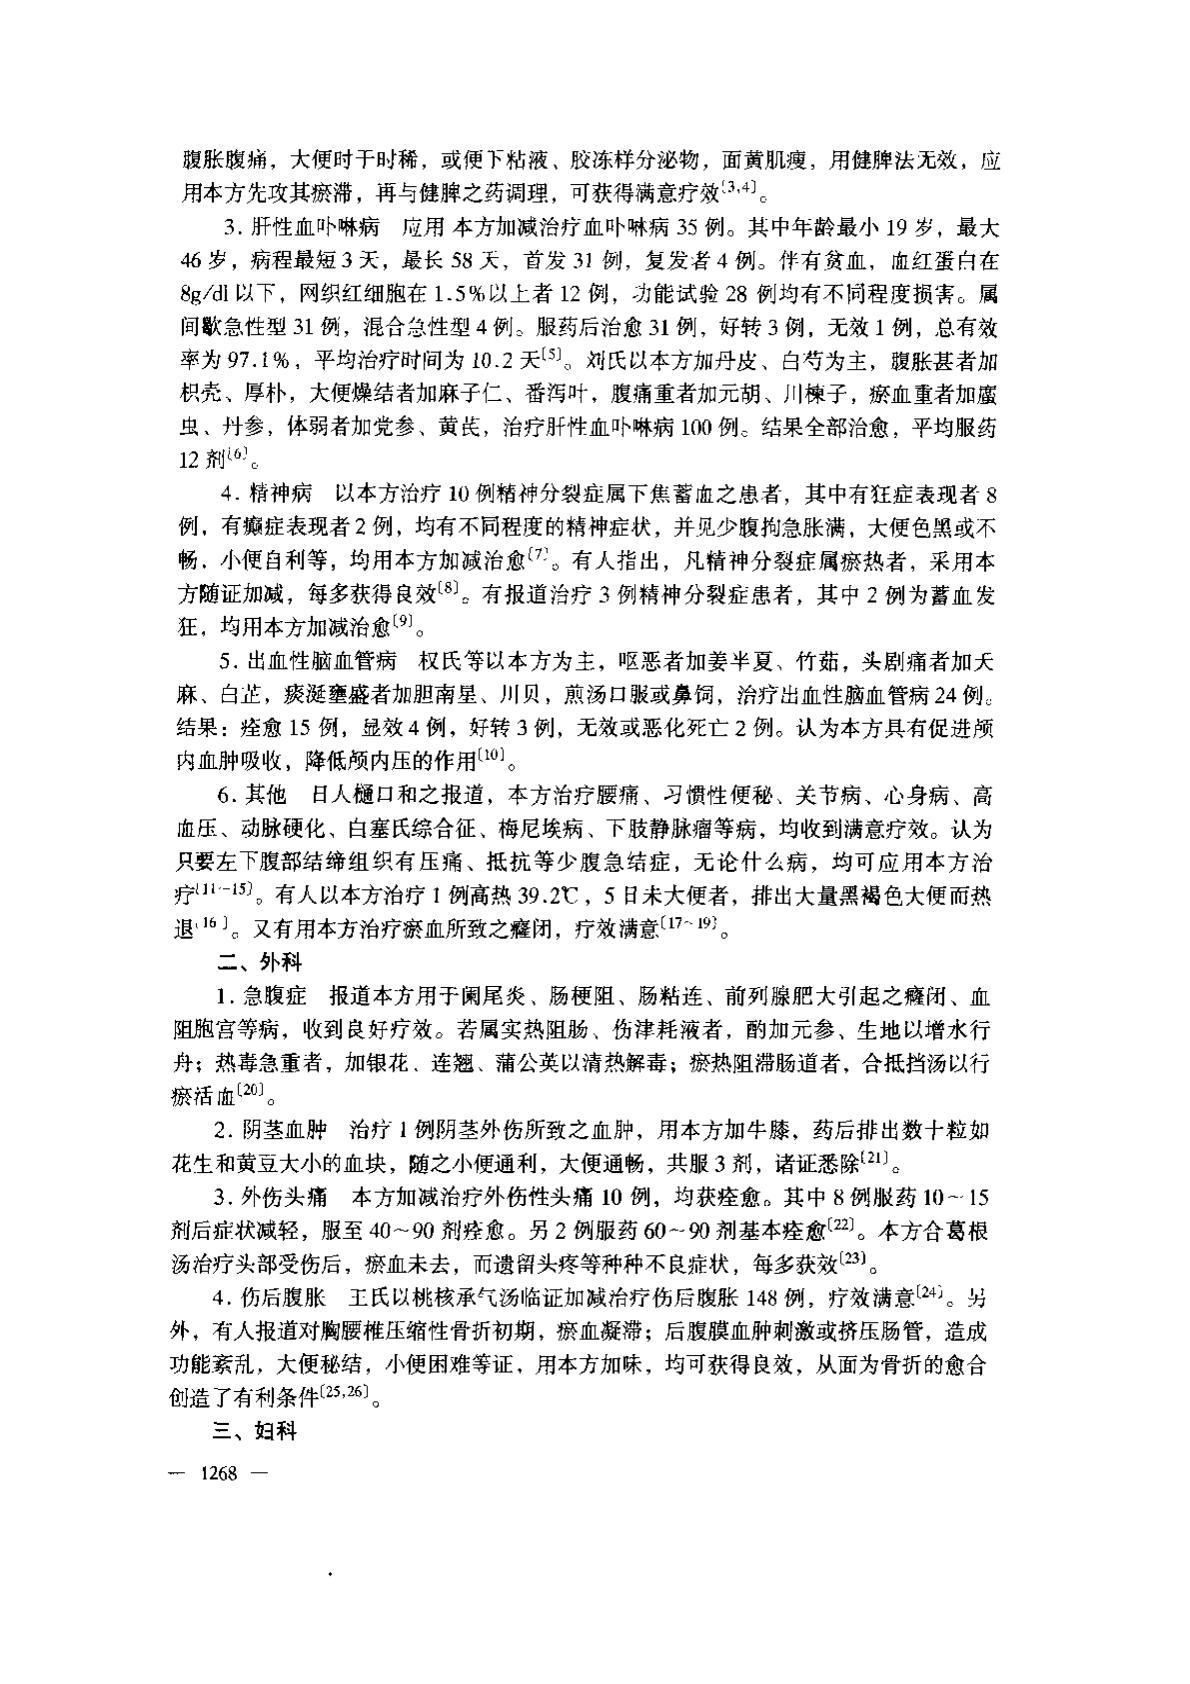 腹胀腹痛，大便时干时稀，或便下粘液、胶冻样分泌物，面黄肌瘦，用健脾法无效，应
用本方先攻其瘀滞，再与健脾之药调理，可获得满意疗效〔3,4〕。
3. 肝性血卟啉病　应用 本方加减治疗血卟啉病 35 例。其中年龄最小 19 岁，最大
46 岁，病程最短 3 天，最长 58 天，首发 31 例，复发者 4 例。伴有贫血，血红蛋白在
8g/dl 以下，网织红细胞在 1.5%以上者 12 例，功能试验 28 例均有不同程度损害。属
间歇急性型 31 例，混合急性型 4 例。服药后治愈 31 例，好转 3 例，无效 1 例，总有效
率为 97.1%，平均治疗时间为 10.2 天〔5〕。刘氏以本方加丹皮、白芍为主，腹胀甚者加
枳壳、厚朴，大便燥结者加麻子仁、番泻叶，腹痛重者加元胡、川楝子，瘀血重者加䗪
虫、丹参，体弱者加党参、黄芪，治疗肝性血卟啉病 100 例。结果全部治愈，平均服药
12 剂〔6〕。
4. 精神病　以本方治疗 10 例精神分裂症属下焦蓄血之患者，其中有狂症表现者 8
例，有癫症表现者 2 例，均有不同程度的精神症状，并见少腹拘急胀满，大便色黑或不
畅，小便自利等，均用本方加减治愈〔7〕。有人指出，凡精神分裂症属瘀热者，采用本
方随证加减，每多获得良效〔8〕。有报道治疗 3 例精神分裂症患者，其中 2 例为蓄血发
狂，均用本方加减治愈〔9〕。
5. 出血性脑血管病　权氏等以本方为主，呕恶者加姜半夏、竹茹，头剧痛者加天
麻、白芷，痰涎壅盛者加胆南星、川贝，煎汤口服或鼻饲，治疗出血性脑血管病 24 例。
结果：痊愈 15 例，显效 4 例，好转 3 例，无效或恶化死亡 2 例。认为本方具有促进颅
内血肿吸收，降低颅内压的作用〔10〕。
6. 其他　日人樋口和之报道，本方治疗腰痛、习惯性便秘、关节病、心身病、高
血压、动脉硬化、白塞氏综合征、梅尼埃病、下肢静脉瘤等病，均收到满意疗效。认为
只要左下腹部结缔组织有压痛、抵抗等少腹急结症，无论什么病，均可应用本方治
疗〔11~15〕。有人以本方治疗 1 例高热 39.2℃，5 日未大便者，排出大量黑褐色大便而热
退〔16〕。又有用本方治疗瘀血所致之癃闭，疗效满意〔17~19〕。
二、外科
1. 急腹症　报道本方用于阑尾炎、肠梗阻、肠粘连、前列腺肥大引起之癃闭、血
阻胞宫等病，收到良好疗效。若属实热阻肠、伤津耗液者，酌加元参、生地以增水行
舟；热毒急重者，加银花、连翘、蒲公英以清热解毒；瘀热阻滞肠道者，合抵挡汤以行
瘀活血〔20〕。
2. 阴茎血肿　治疗 1 例阴茎外伤所致之血肿，用本方加牛膝，药后排出数十粒如
花生和黄豆大小的血块，随之小便通利，大便通畅，共服 3 剂，诸证悉除〔21〕。
3. 外伤头痛　本方加减治疗外伤性头痛 10 例，均获痊愈。其中 8 例服药 10～15
剂后症状减轻，服至 40～90 剂痊愈。另 2 例服药 60～90 剂基本痊愈〔22〕。本方合葛根
汤治疗头部受伤后，瘀血未去，而遗留头疼等种种不良症状，每多获效〔23〕。
4. 伤后腹胀　王氏以桃核承气汤临证加减治疗伤后腹胀 148 例，疗效满意〔24〕。另
外，有人报道对胸腰椎压缩性骨折初期，瘀血凝滞；后腹膜血肿刺激或挤压肠管，造成
功能紊乱，大便秘结，小便困难等证，用本方加味，均可获得良效，从面为骨折的愈合
创造了有利条件〔25,26〕。
三、妇科
— 1268 —